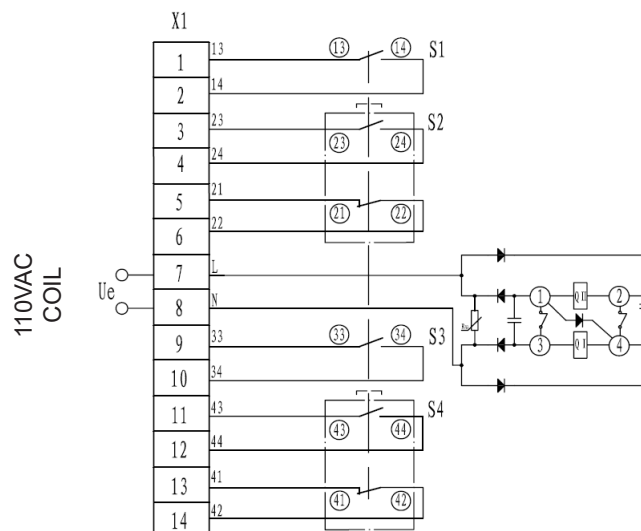 X1
1 13 13 14 S1
2 14
3 23 S2
23 24
4 24
5 21
21 22
6 22
110VAC
COIL
Ue
7 L
8 N
1 Q II 2
3 Q I 4
9 33 33 34 S3
10 34
11 43 S4
43 44
12 44
13 41
41 42
14 42